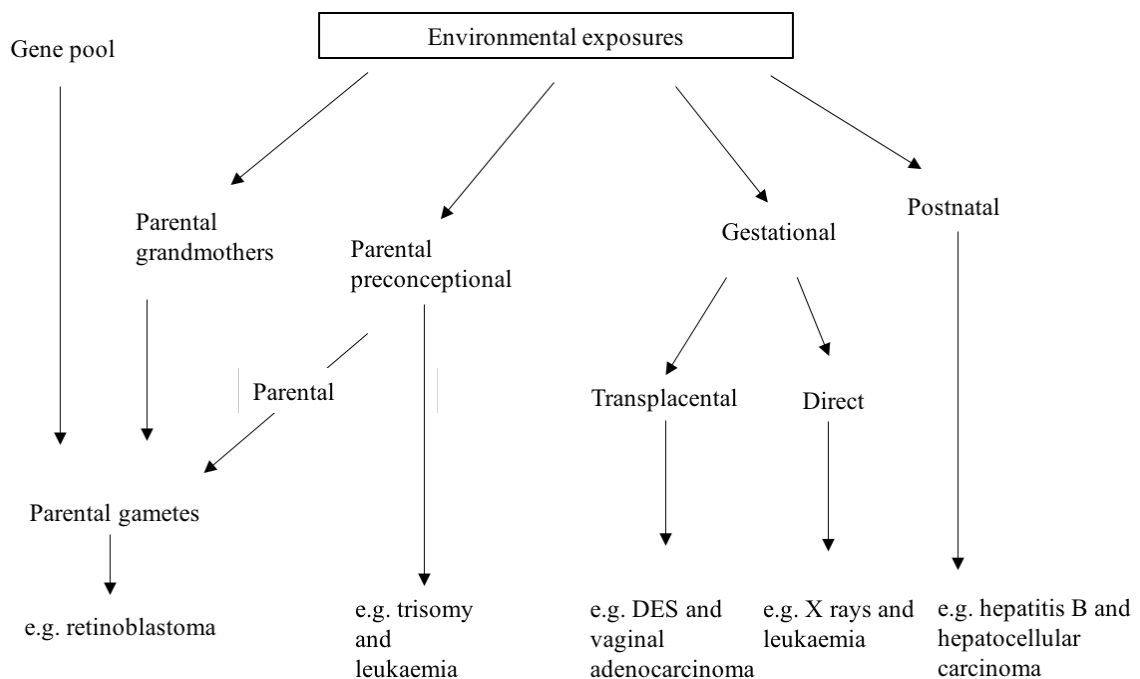 Environmental exposures
Gene pool
Parental
grandmothers
Parental
preconceptional
Gestational
Postnatal
Parental
Transplacental
Direct
Parental gametes
e.g. retinoblastoma
e.g. trisomy
and
leukaemia
e.g. DES and
vaginal
adenocarcinoma
e.g. X rays and
leukaemia
e.g. hepatitis B and
hepatocellular
carcinoma